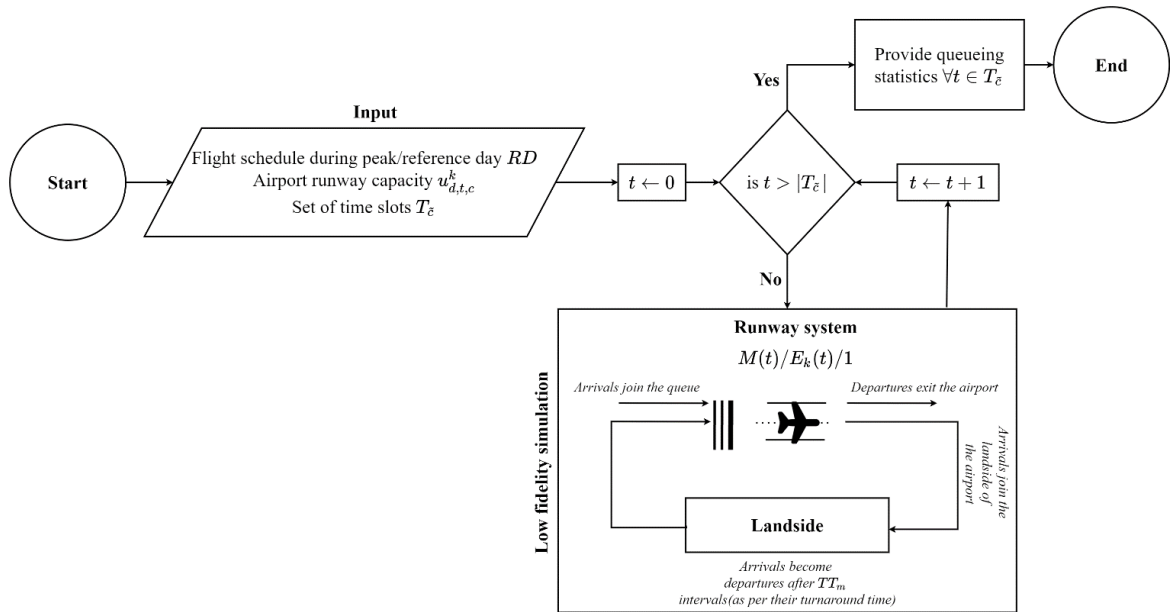 Start
Input
Flight schedule during peak/reference day RD
Airport runway capacity u^k_{d,t,c}
Set of time slots T_{c̃}
t ← 0
is t > |T_{c̃}|
Yes
Provide queueing
statistics ∀t ∈ T_{c̃}
End
t ← t + 1
No
Low fidelity simulation
Runway system
M(t)/E_k(t)/1
Arrivals join the queue
Departures exit the airport
Arrivals join the
landside of
the airport
Landside
Arrivals become
departures after TT_m
intervals(as per their turnaround time)